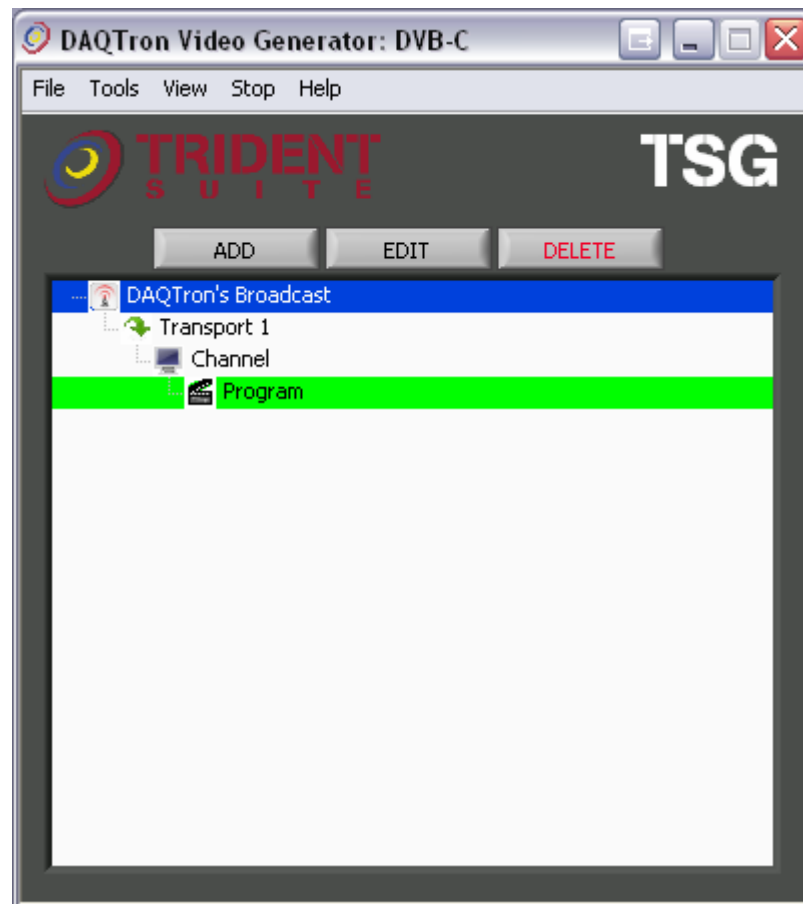 DAQTron Video Generator: DVB-C
File Tools View Stop Help
TRIDENT
SUITE
TSG
ADD EDIT DELETE
DAQTron's Broadcast
Transport 1
Channel
Program